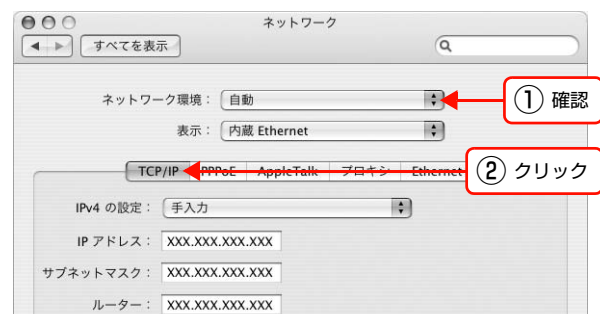 ネットワーク
すべてを表示
ネットワーク環境： 自動
① 確認
表示： 内蔵 Ethernet
TCP/IP PPPoE AppleTalk プロキシ Ethernet
② クリック
IPv4 の設定： 手入力
IP アドレス： XXX.XXX.XXX.XXX
サブネットマスク： XXX.XXX.XXX.XXX
ルーター： XXX.XXX.XXX.XXX